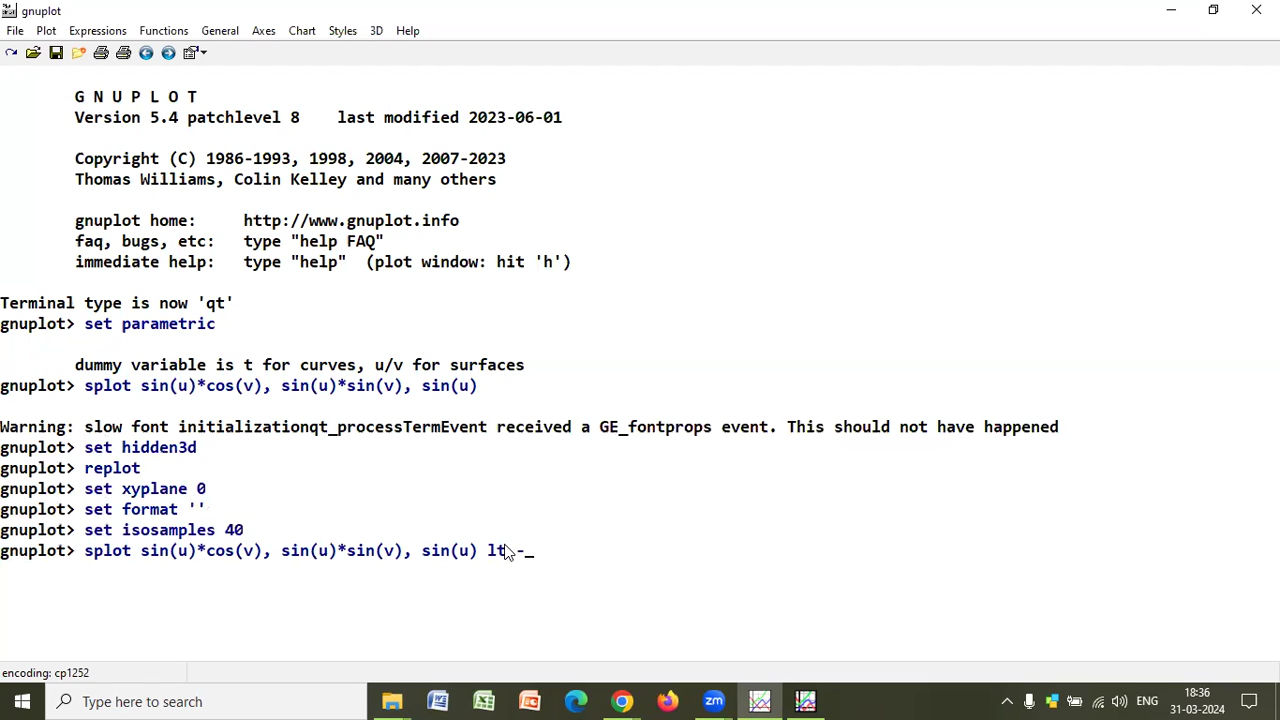 gnuplot
File Plot Expressions Functions General Axes Chart Styles 3D Help
G N U P L O T
Version 5.4 patchlevel 8 last modified 2023-06-01
Copyright (C) 1986-1993, 1998, 2004, 2007-2023
Thomas Williams, Colin Kelley and many others
gnuplot home: http://www.gnuplot.info
faq, bugs, etc: type "help FAQ"
immediate help: type "help" (plot window: hit 'h')
Terminal type is now 'qt'
gnuplot> set parametric
dummy variable is t for curves, u/v for surfaces
gnuplot> splot sin(u)*cos(v), sin(u)*sin(v), sin(u)
Warning: slow font initializationqt_processTermEvent received a GE_fontprops event. This should not have happened
gnuplot> set hidden3d
gnuplot> replot
gnuplot> set xyplane 0
gnuplot> set format ''
gnuplot> set isosamples 40
gnuplot> splot sin(u)*cos(v), sin(u)*sin(v), sin(u) lt -_
encoding: cp1252
Type here to search
ENG
18:36
31-03-2024